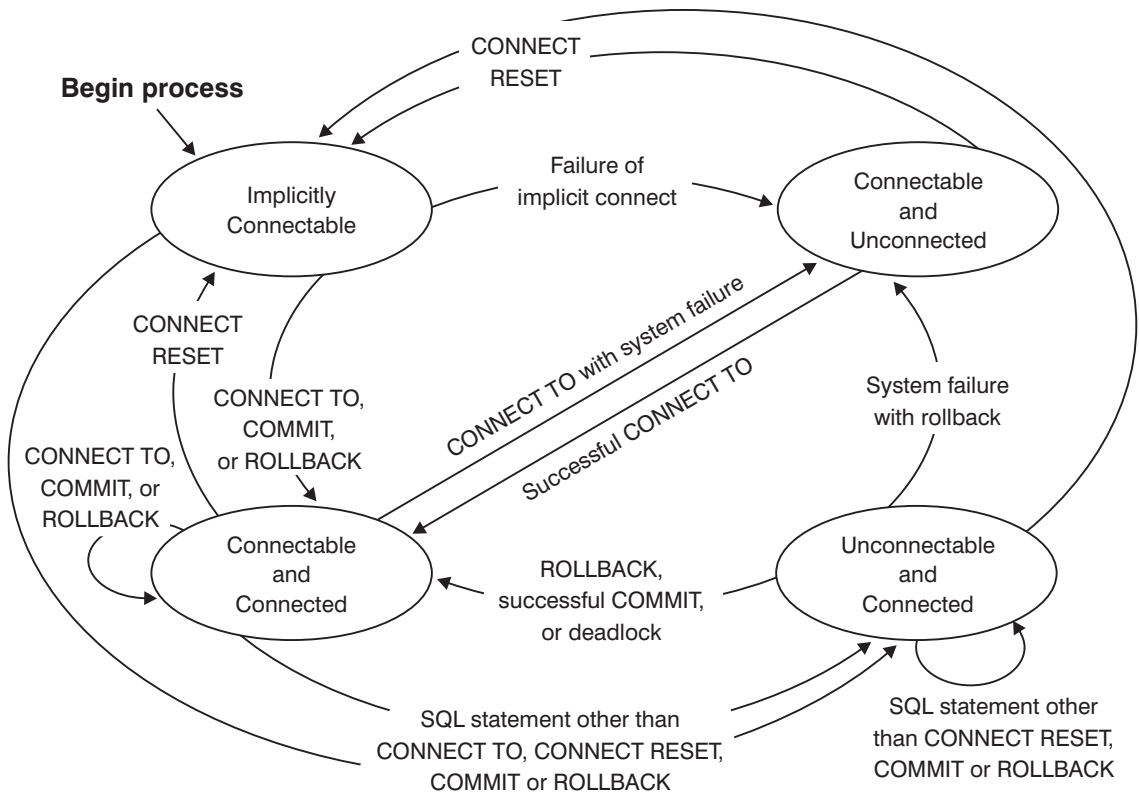 CONNECT
RESET
Begin process
Implicitly
Connectable
Failure of
implicit connect
Connectable
and
Unconnected
CONNECT
RESET
CONNECT TO with system failure
Successful CONNECT TO
System failure
with rollback
CONNECT TO,
COMMIT,
or ROLLBACK
CONNECT TO,
COMMIT, or
ROLLBACK
Connectable
and
Connected
ROLLBACK,
successful COMMIT,
or deadlock
Unconnectable
and
Connected
SQL statement other than
CONNECT TO, CONNECT RESET,
COMMIT or ROLLBACK
SQL statement other
than CONNECT RESET,
COMMIT or ROLLBACK